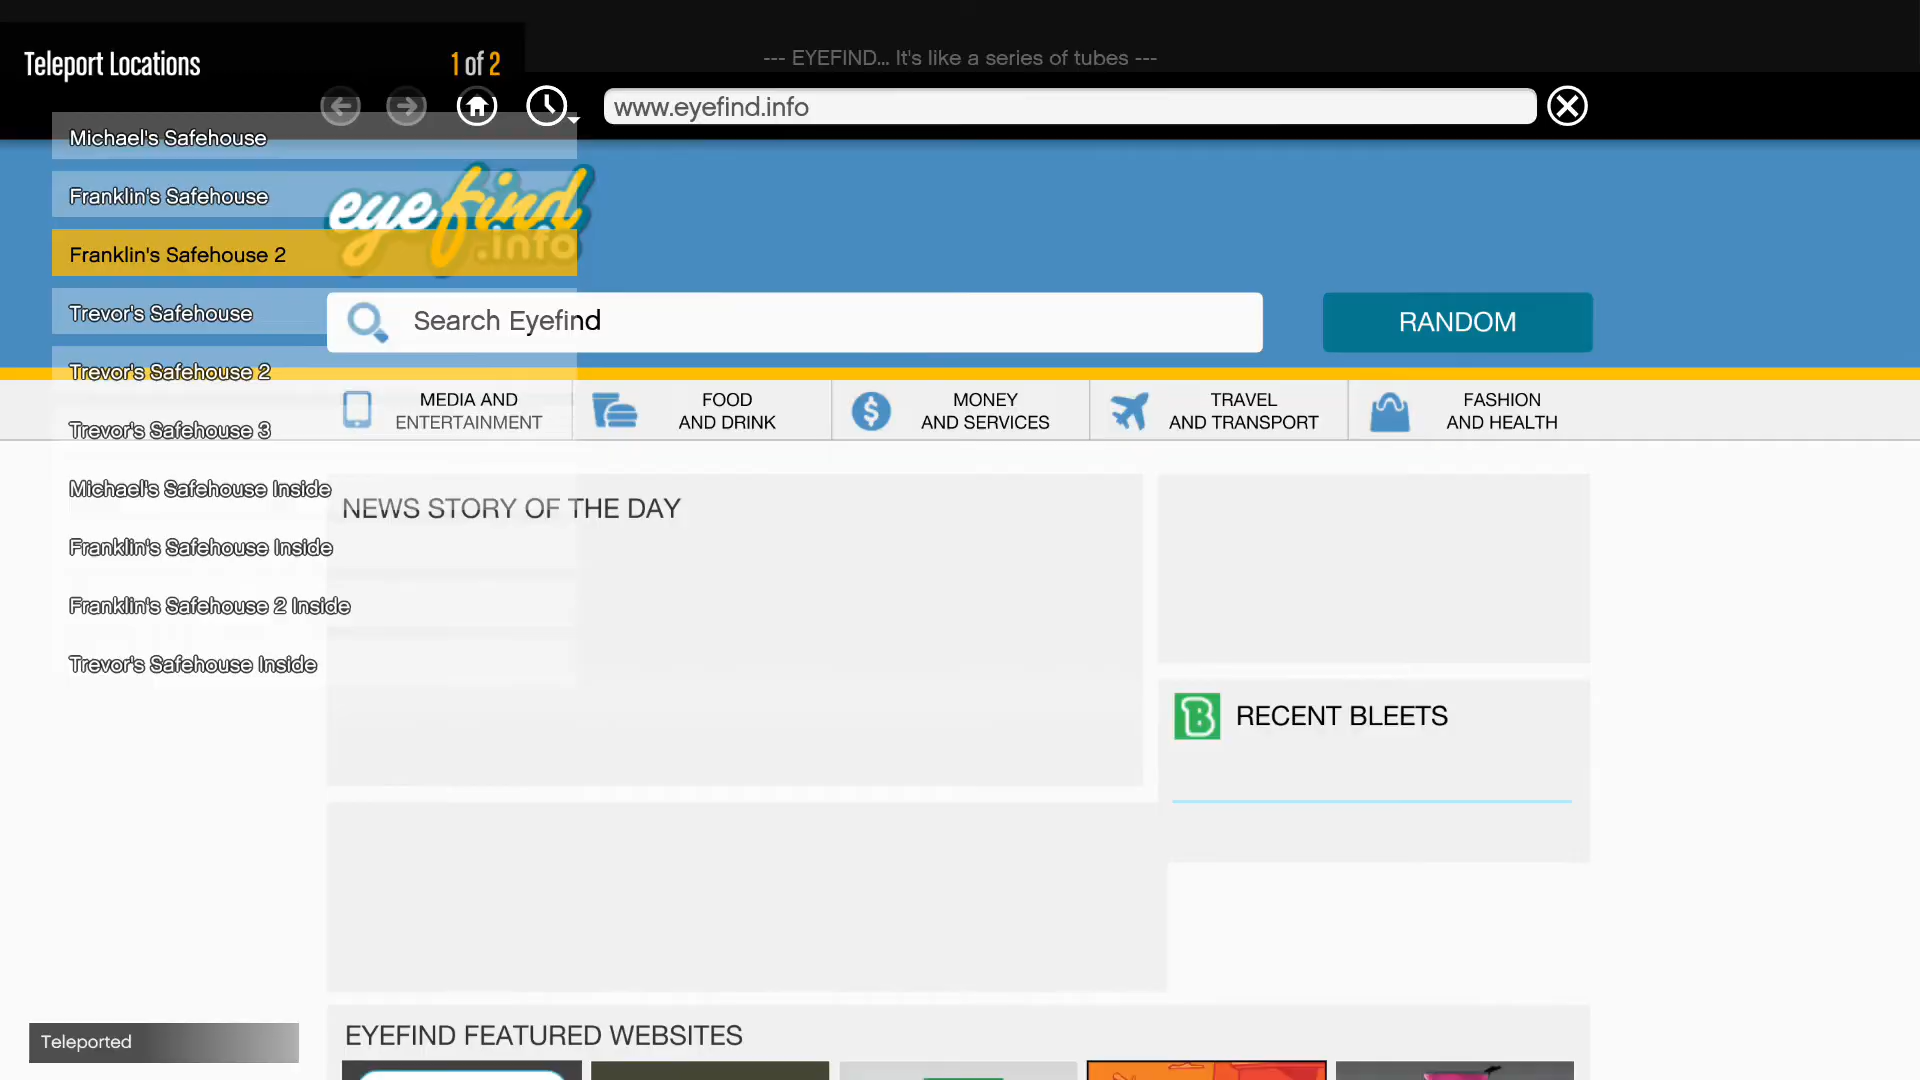 Teleport Locations
1 of 2
--- EYEFIND... It's like a series of tubes ---
www.eyefind.info
Michael's Safehouse
Franklin's Safehouse
Franklin's Safehouse 2
Trevor's Safehouse
Trevor's Safehouse 2
Trevor's Safehouse 3
Michael's Safehouse Inside
Franklin's Safehouse Inside
Franklin's Safehouse 2 Inside
Trevor's Safehouse Inside
eyefind
.info
Search Eyefind
RANDOM
MEDIA AND
ENTERTAINMENT
FOOD
AND DRINK
MONEY
AND SERVICES
TRAVEL
AND TRANSPORT
FASHION
AND HEALTH
NEWS STORY OF THE DAY
B
RECENT BLEETS
EYEFIND FEATURED WEBSITES
Teleported